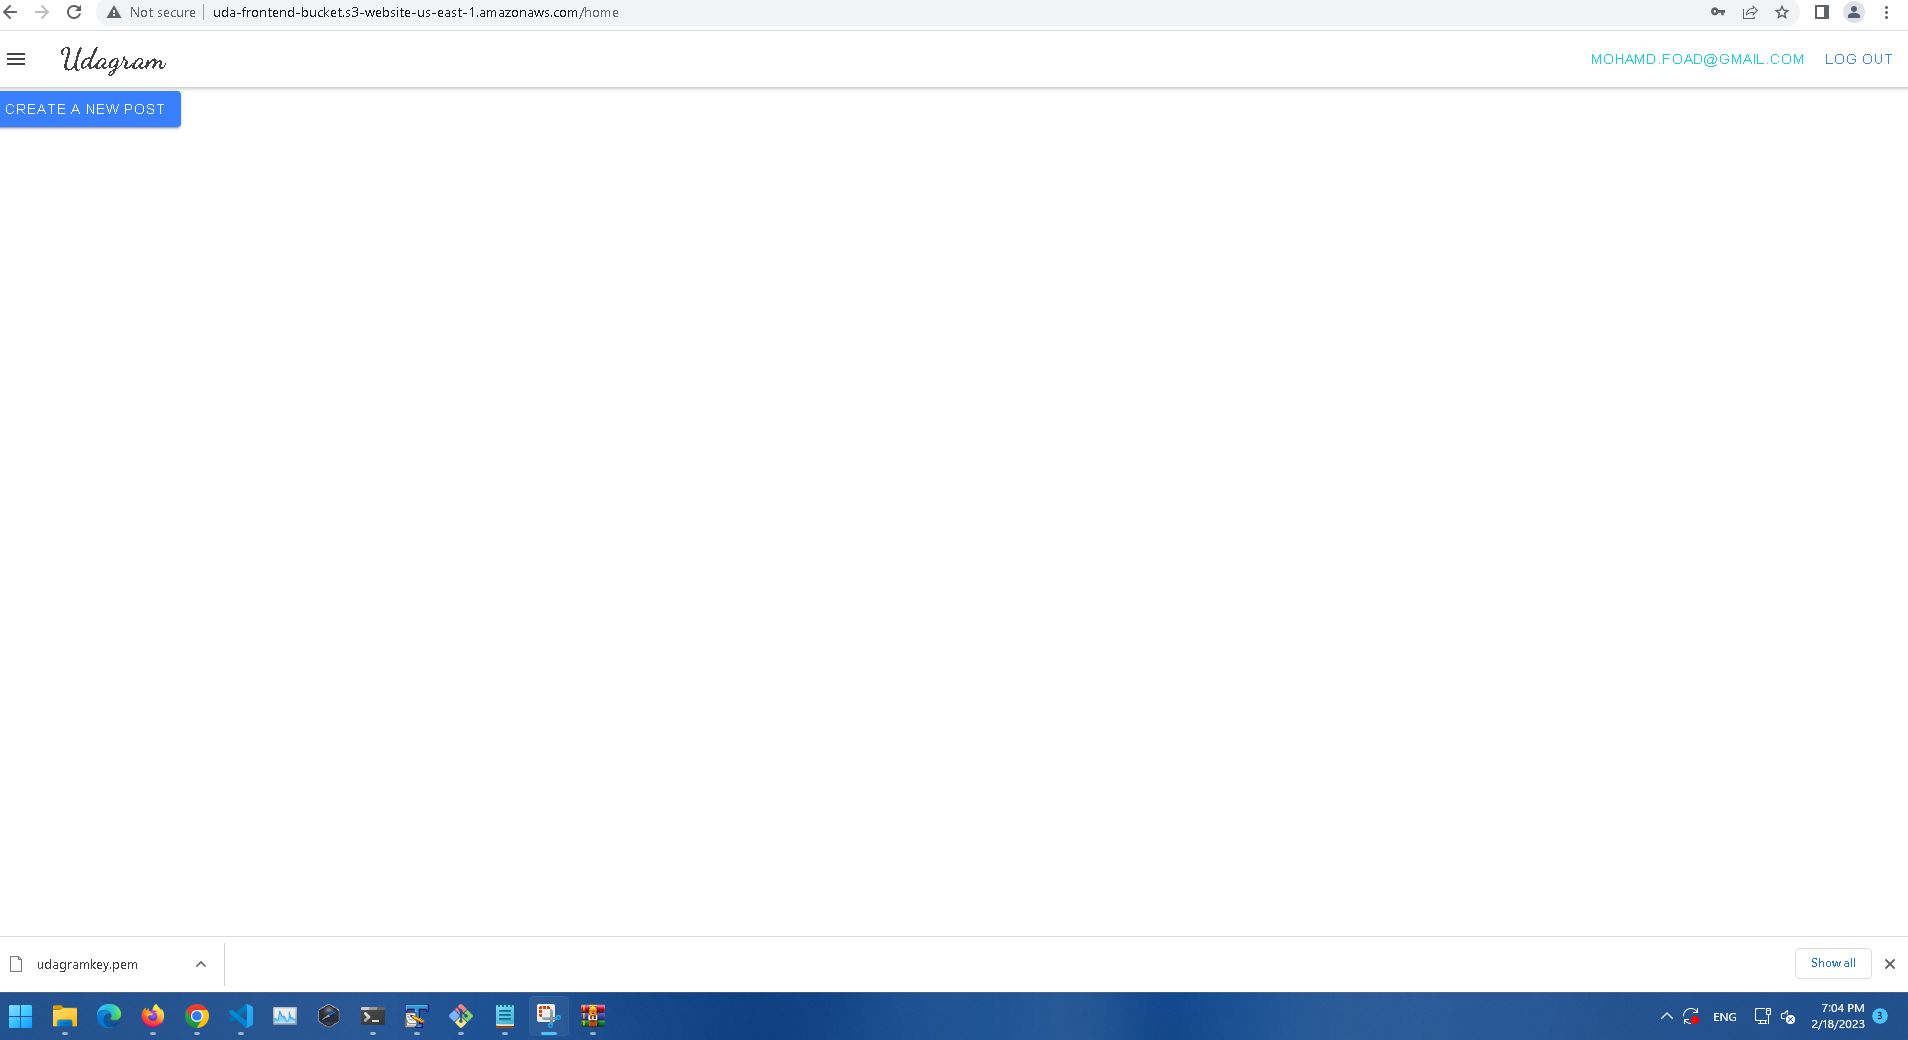 Not secure uda-frontend-bucket.s3-website-us-east-1.amazonaws.com/home
Udagram MOHAMD.FOAD@GMAIL.COM LOG OUT
CREATE A NEW POST
udagramkey.pem Show all
7:04 PM
ENG 3
2/18/2023